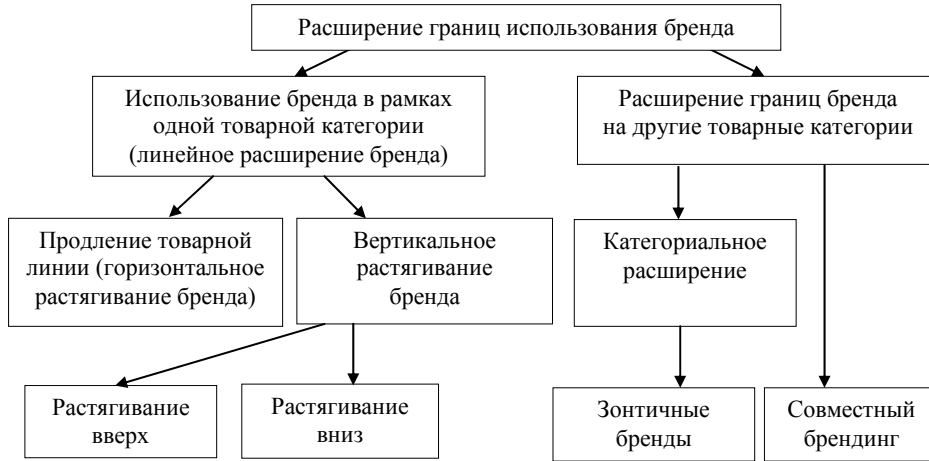 Расширение границ использования бренда
Использование бренда в рамках
одной товарной категории
(линейное расширение бренда)
Расширение границ бренда
на другие товарные категории
Продление товарной
линии (горизонтальное
растягивание бренда)
Вертикальное
растягивание
бренда
Категориальное
расширение
Растягивание
вверх
Растягивание
вниз
Зонтичные
бренды
Совместный
брендинг